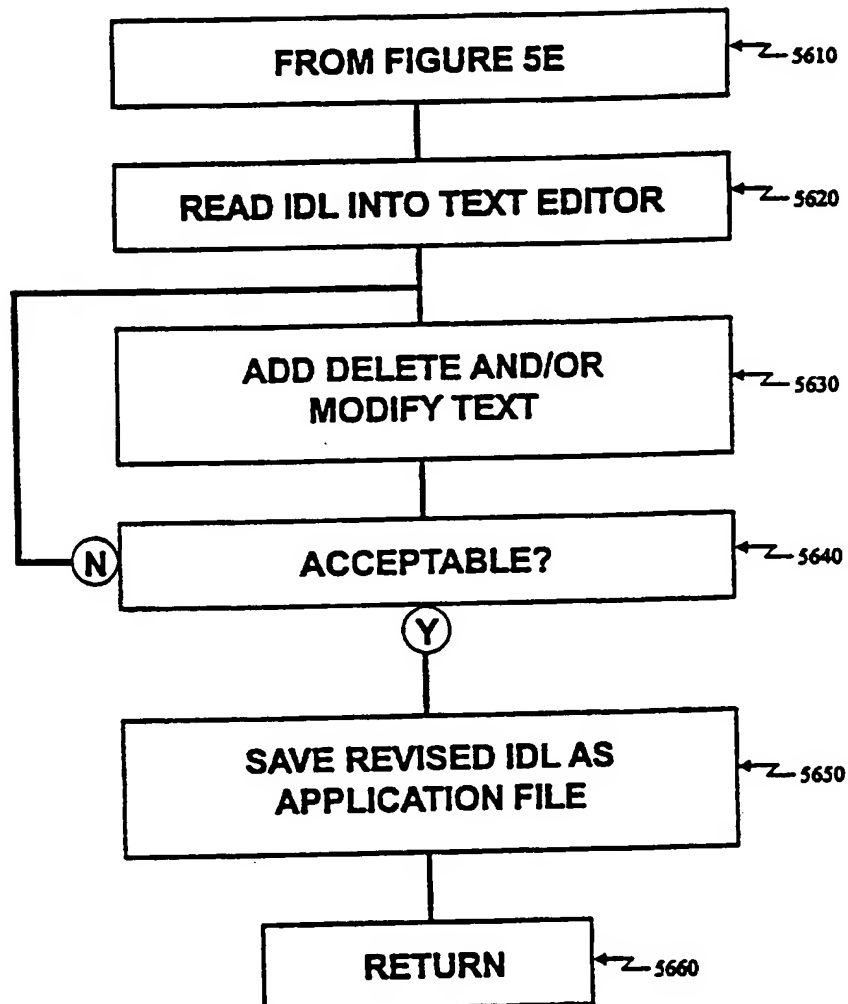 FROM FIGURE 5E
5610
READ IDL INTO TEXT EDITOR
5620
ADD DELETE AND/OR
MODIFY TEXT
5630
N
ACCEPTABLE?
5640
Y
SAVE REVISED IDL AS
APPLICATION FILE
5650
RETURN
5660